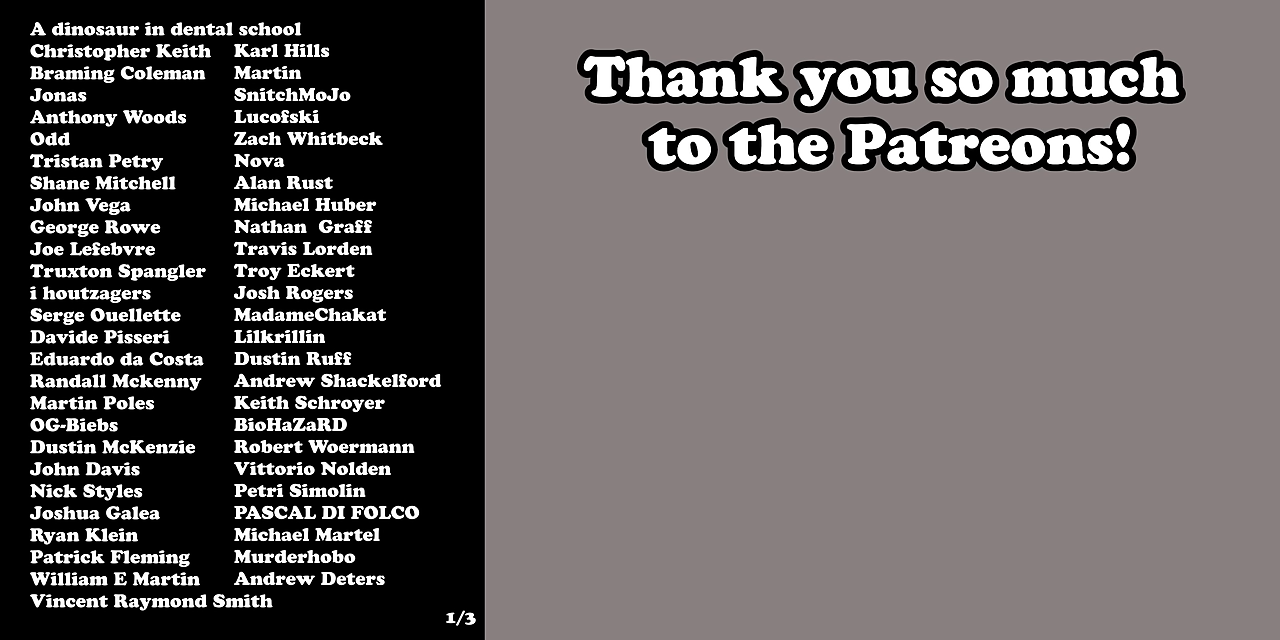 A dinosaur in dental school
Christopher Keith
Braming Coleman
Jonas
Anthony Woods
Odd
Tristan Petry
Shane Mitchell
John Vega
George Rowe
Joe Lefebvre
Truxton Spangler
i houtzagers
Serge Ouellette
Davide Pisseri
Eduardo da Costa
Randall Mckenny
Martin Poles
OG-Biebs
Dustin McKenzie
John Davis
Nick Styles
Joshua Galea
Ryan Klein
Patrick Fleming
William E Martin
Vincent Raymond Smith
Karl Hills
Martin
SnitchMoJo
Lucofski
Zach Whitbeck
Nova
Alan Rust
Michael Huber
Nathan  Graff
Travis Lorden
Troy Eckert
Josh Rogers
MadameChakat
Lilkrillin
Dustin Ruff
Andrew Shackelford
Keith Schroyer
BioHaZaRD
Robert Woermann
Vittorio Nolden
Petri Simolin
PASCAL DI FOLCO
Michael Martel
Murderhobo
Andrew Deters
1/3
Thank you so much
to the Patreons!